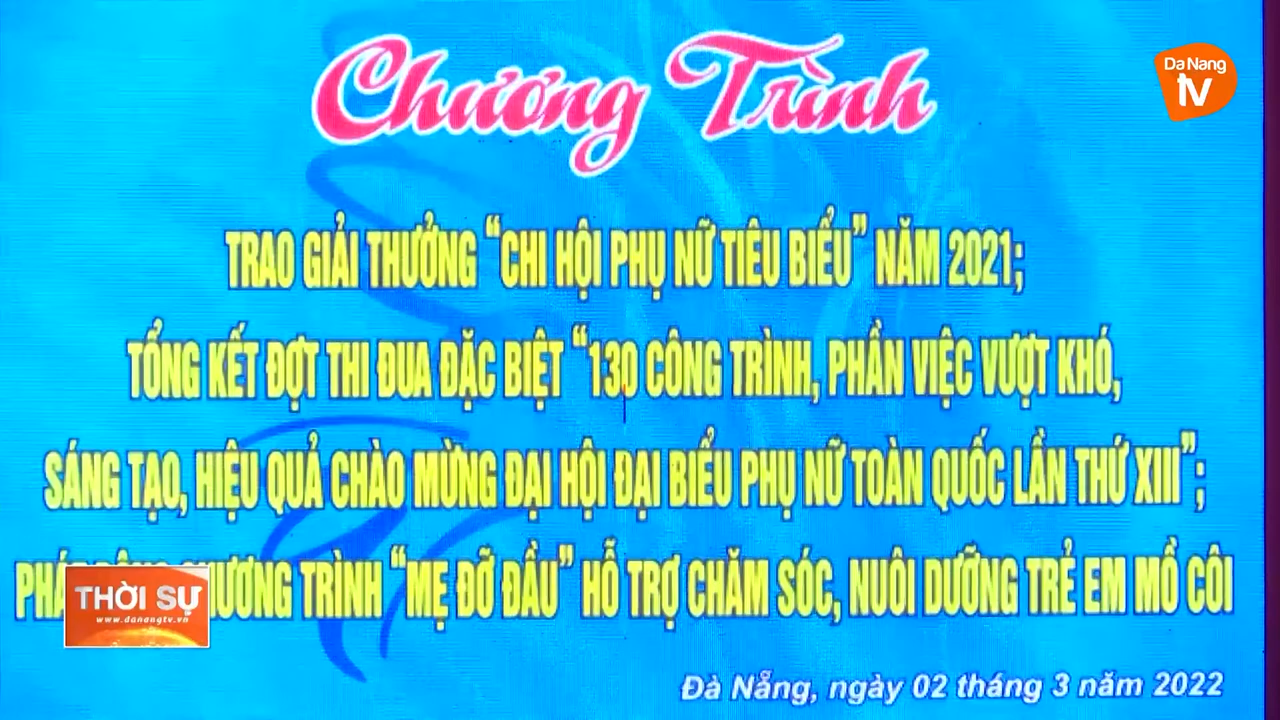 Chương Trình
Da Nang
tv
TRAO GIẢI THƯỞNG "CHI HỘI PHỤ NỮ TIÊU BIỂU" NĂM 2021;
TỔNG KẾT ĐỢT THI ĐUA ĐẶC BIỆT "130 CÔNG TRÌNH, PHẦN VIỆC VƯỢT KHÓ,
SÁNG TẠO, HIỆU QUẢ CHÀO MỪNG ĐẠI HỘI ĐẠI BIỂU PHỤ NỮ TOÀN QUỐC LẦN THỨ XIII";
TRÌNH "MẸ ĐỠ ĐẦU" HỖ TRỢ CHĂM SÓC, NUÔI DƯỠNG TRẺ EM MỒ CÔI
THỜI SỰ
www.danangtv.vn
Đà Nẵng, ngày 02 tháng 3 năm 2022